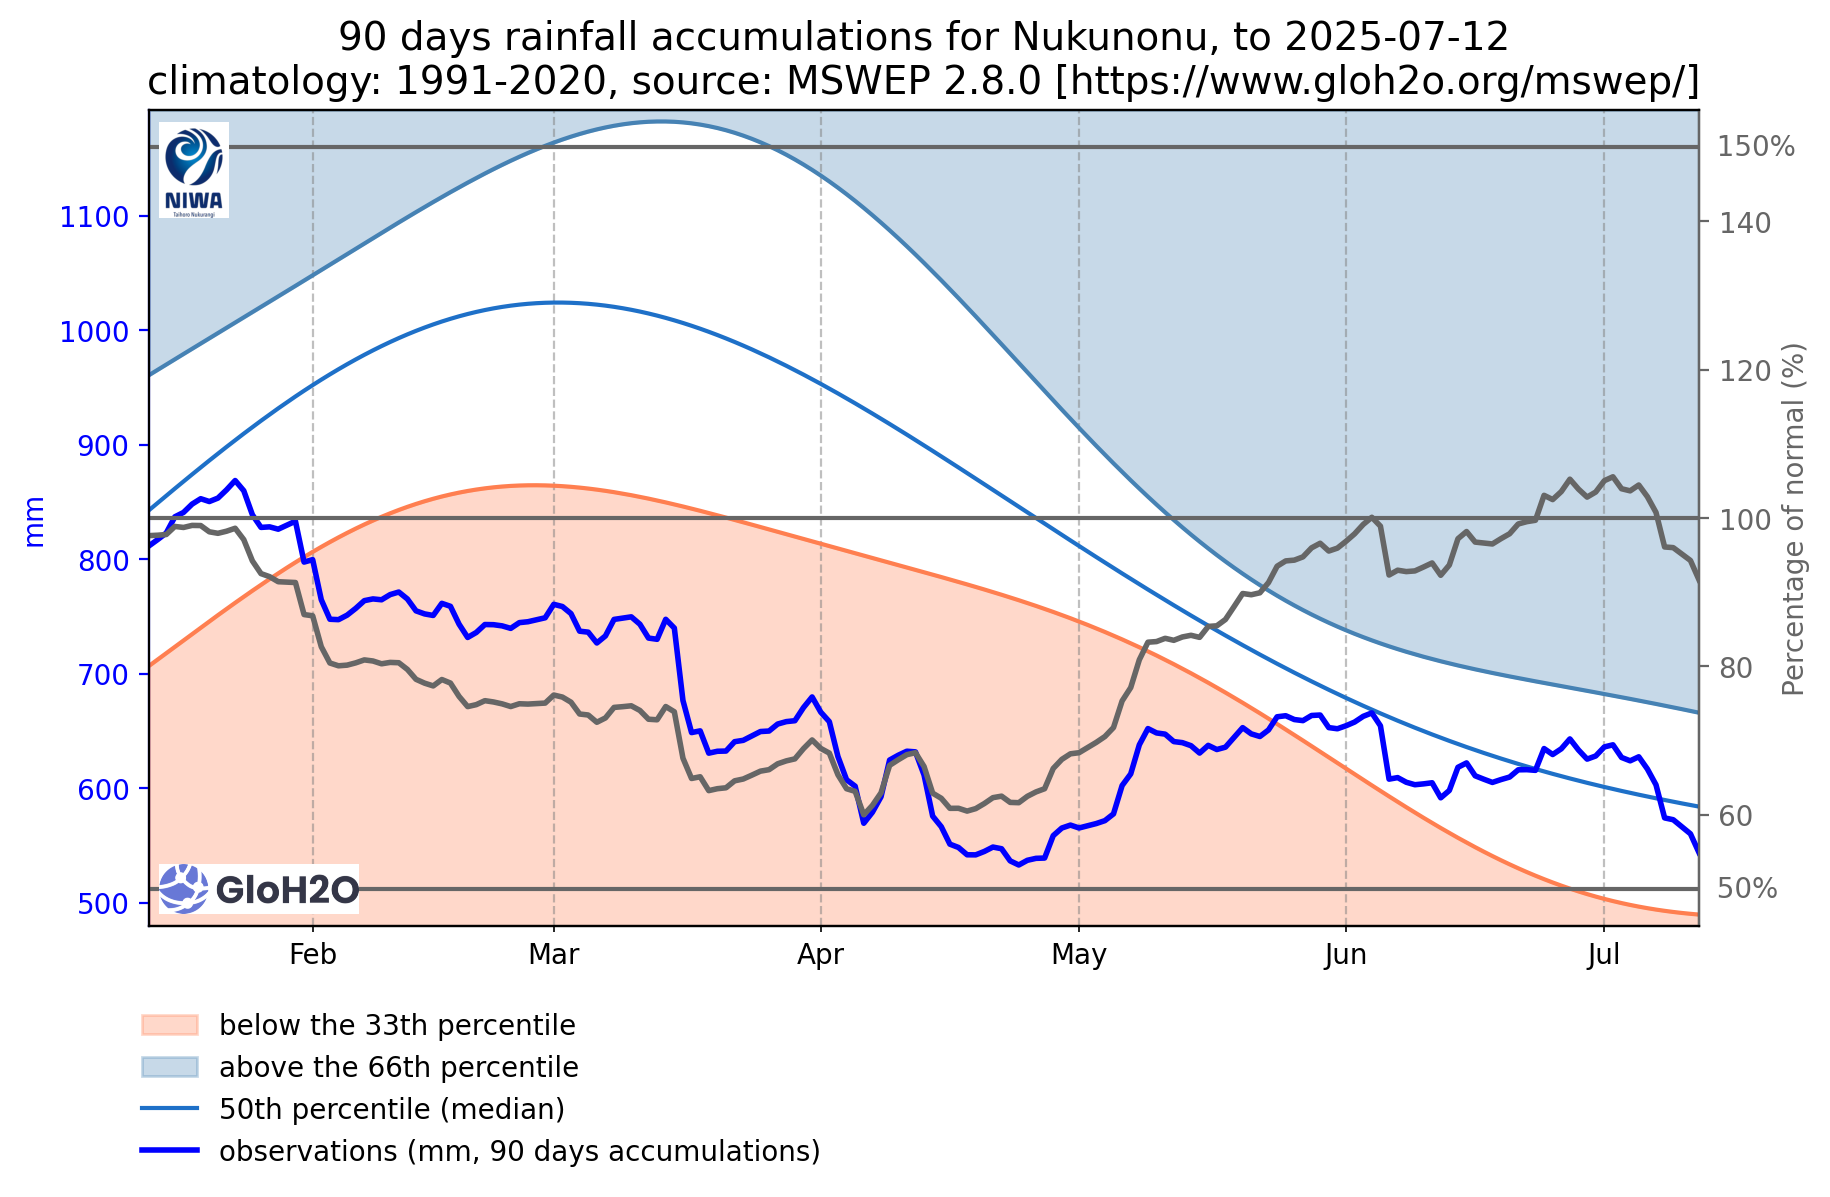 90 days rainfall accumulations for Nukunonu, to 2025-07-12
climatology: 1991-2020, source: MSWEP 2.8.0 [https://www.gloh2o.org/mswep/]
NIWA
Taihoro Nukurangi
150%
1100
140
1000
120
900
mm
100
Percentage of normal (%)
800
700
80
600
60
GloH2O
50%
500
Feb
Mar
Apr
May
Jun
Jul
below the 33th percentile
above the 66th percentile
50th percentile (median)
observations (mm, 90 days accumulations)